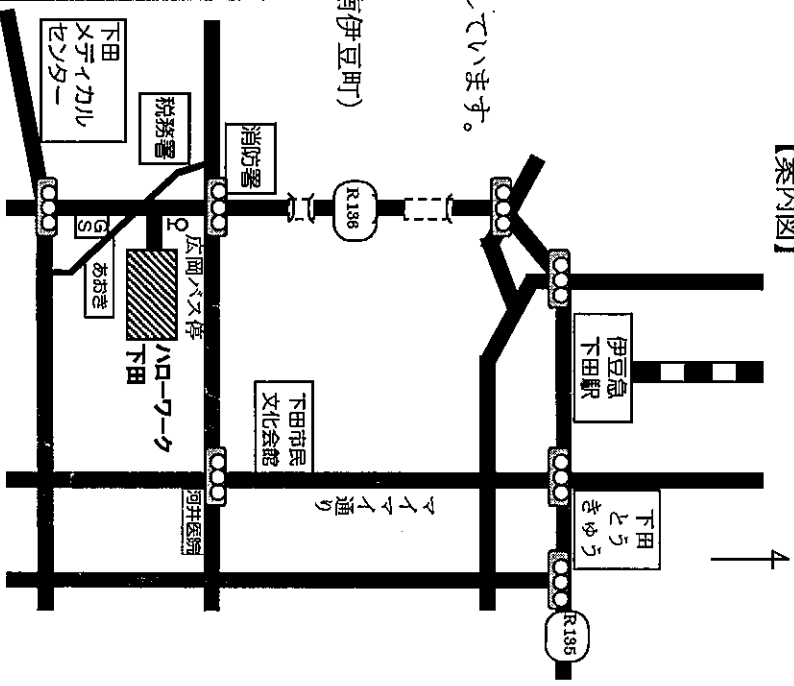 【案内図】
ています。
南伊豆町)
4
伊豆急
下田駅
下田
とう
きゅう
R135
R136
消防署
税務署
下田
メディカル
センター
広岡バス停
GS
あおき
ハローワーク
下田
下田市民
文化会館
マイマイ通り
河井医院